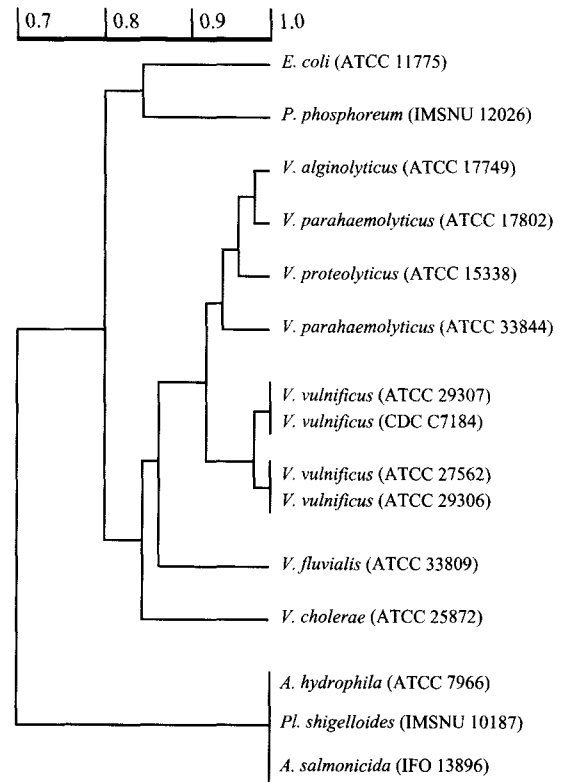 0.7 0.8 0.9 1.0
E. coli (ATCC 11775)
P. phosphoreum (IMSNU 12026)
V. alginolyticus (ATCC 17749)
V. parahaemolyticus (ATCC 17802)
V. proteolyticus (ATCC 15338)
V. parahaemolyticus (ATCC 33844)
V. vulnificus (ATCC 29307)
V. vulnificus (CDC C7184)
V. vulnificus (ATCC 27562)
V. vulnificus (ATCC 29306)
V. fluvialis (ATCC 33809)
V. cholerae (ATCC 25872)
A. hydrophila (ATCC 7966)
Pl. shigelloides (IMSNU 10187)
A. salmonicida (IFO 13896)